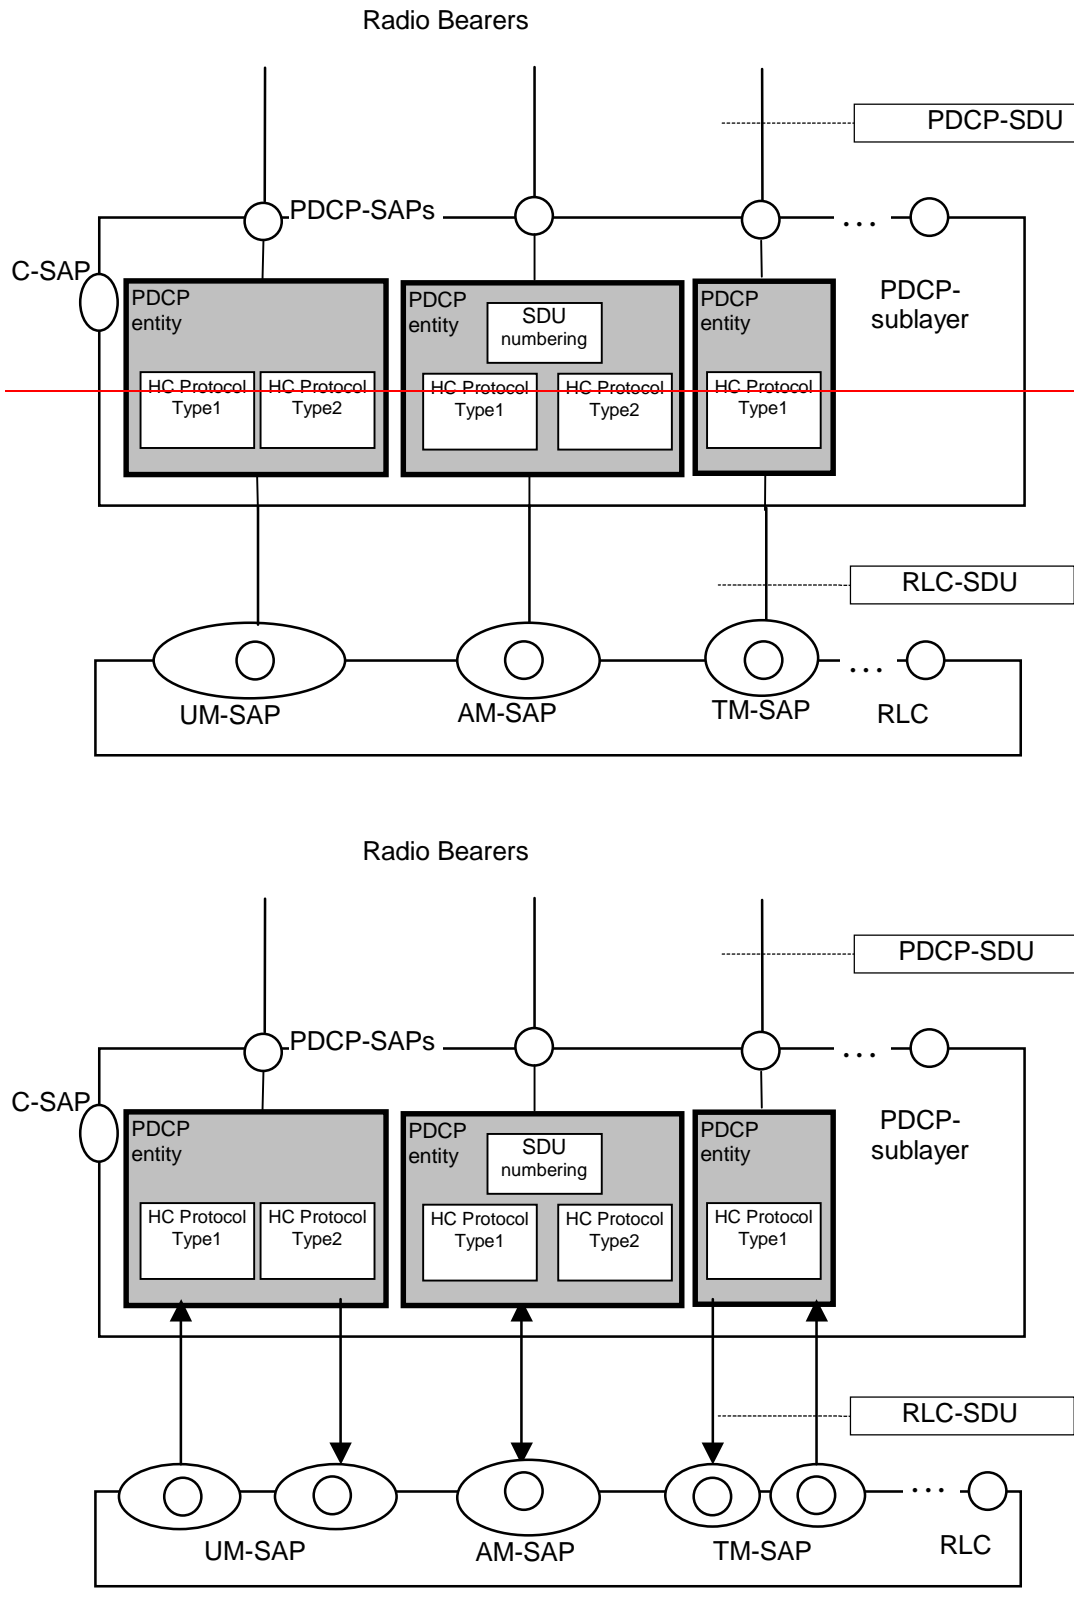 Radio Bearers
PDCP-SDU
PDCP-SAPs
...
C-SAP
PDCP
entity
PDCP
entity
SDU
numbering
PDCP
entity
PDCP-
sublayer
HC Protocol
Type1
HC Protocol
Type2
HC Protocol
Type1
HC Protocol
Type2
HC Protocol
Type1
RLC-SDU
...
UM-SAP
AM-SAP
TM-SAP
RLC
Radio Bearers
PDCP-SDU
PDCP-SAPs
...
C-SAP
PDCP
entity
PDCP
entity
SDU
numbering
PDCP
entity
PDCP-
sublayer
HC Protocol
Type1
HC Protocol
Type2
HC Protocol
Type1
HC Protocol
Type2
HC Protocol
Type1
RLC-SDU
...
UM-SAP
AM-SAP
TM-SAP
RLC